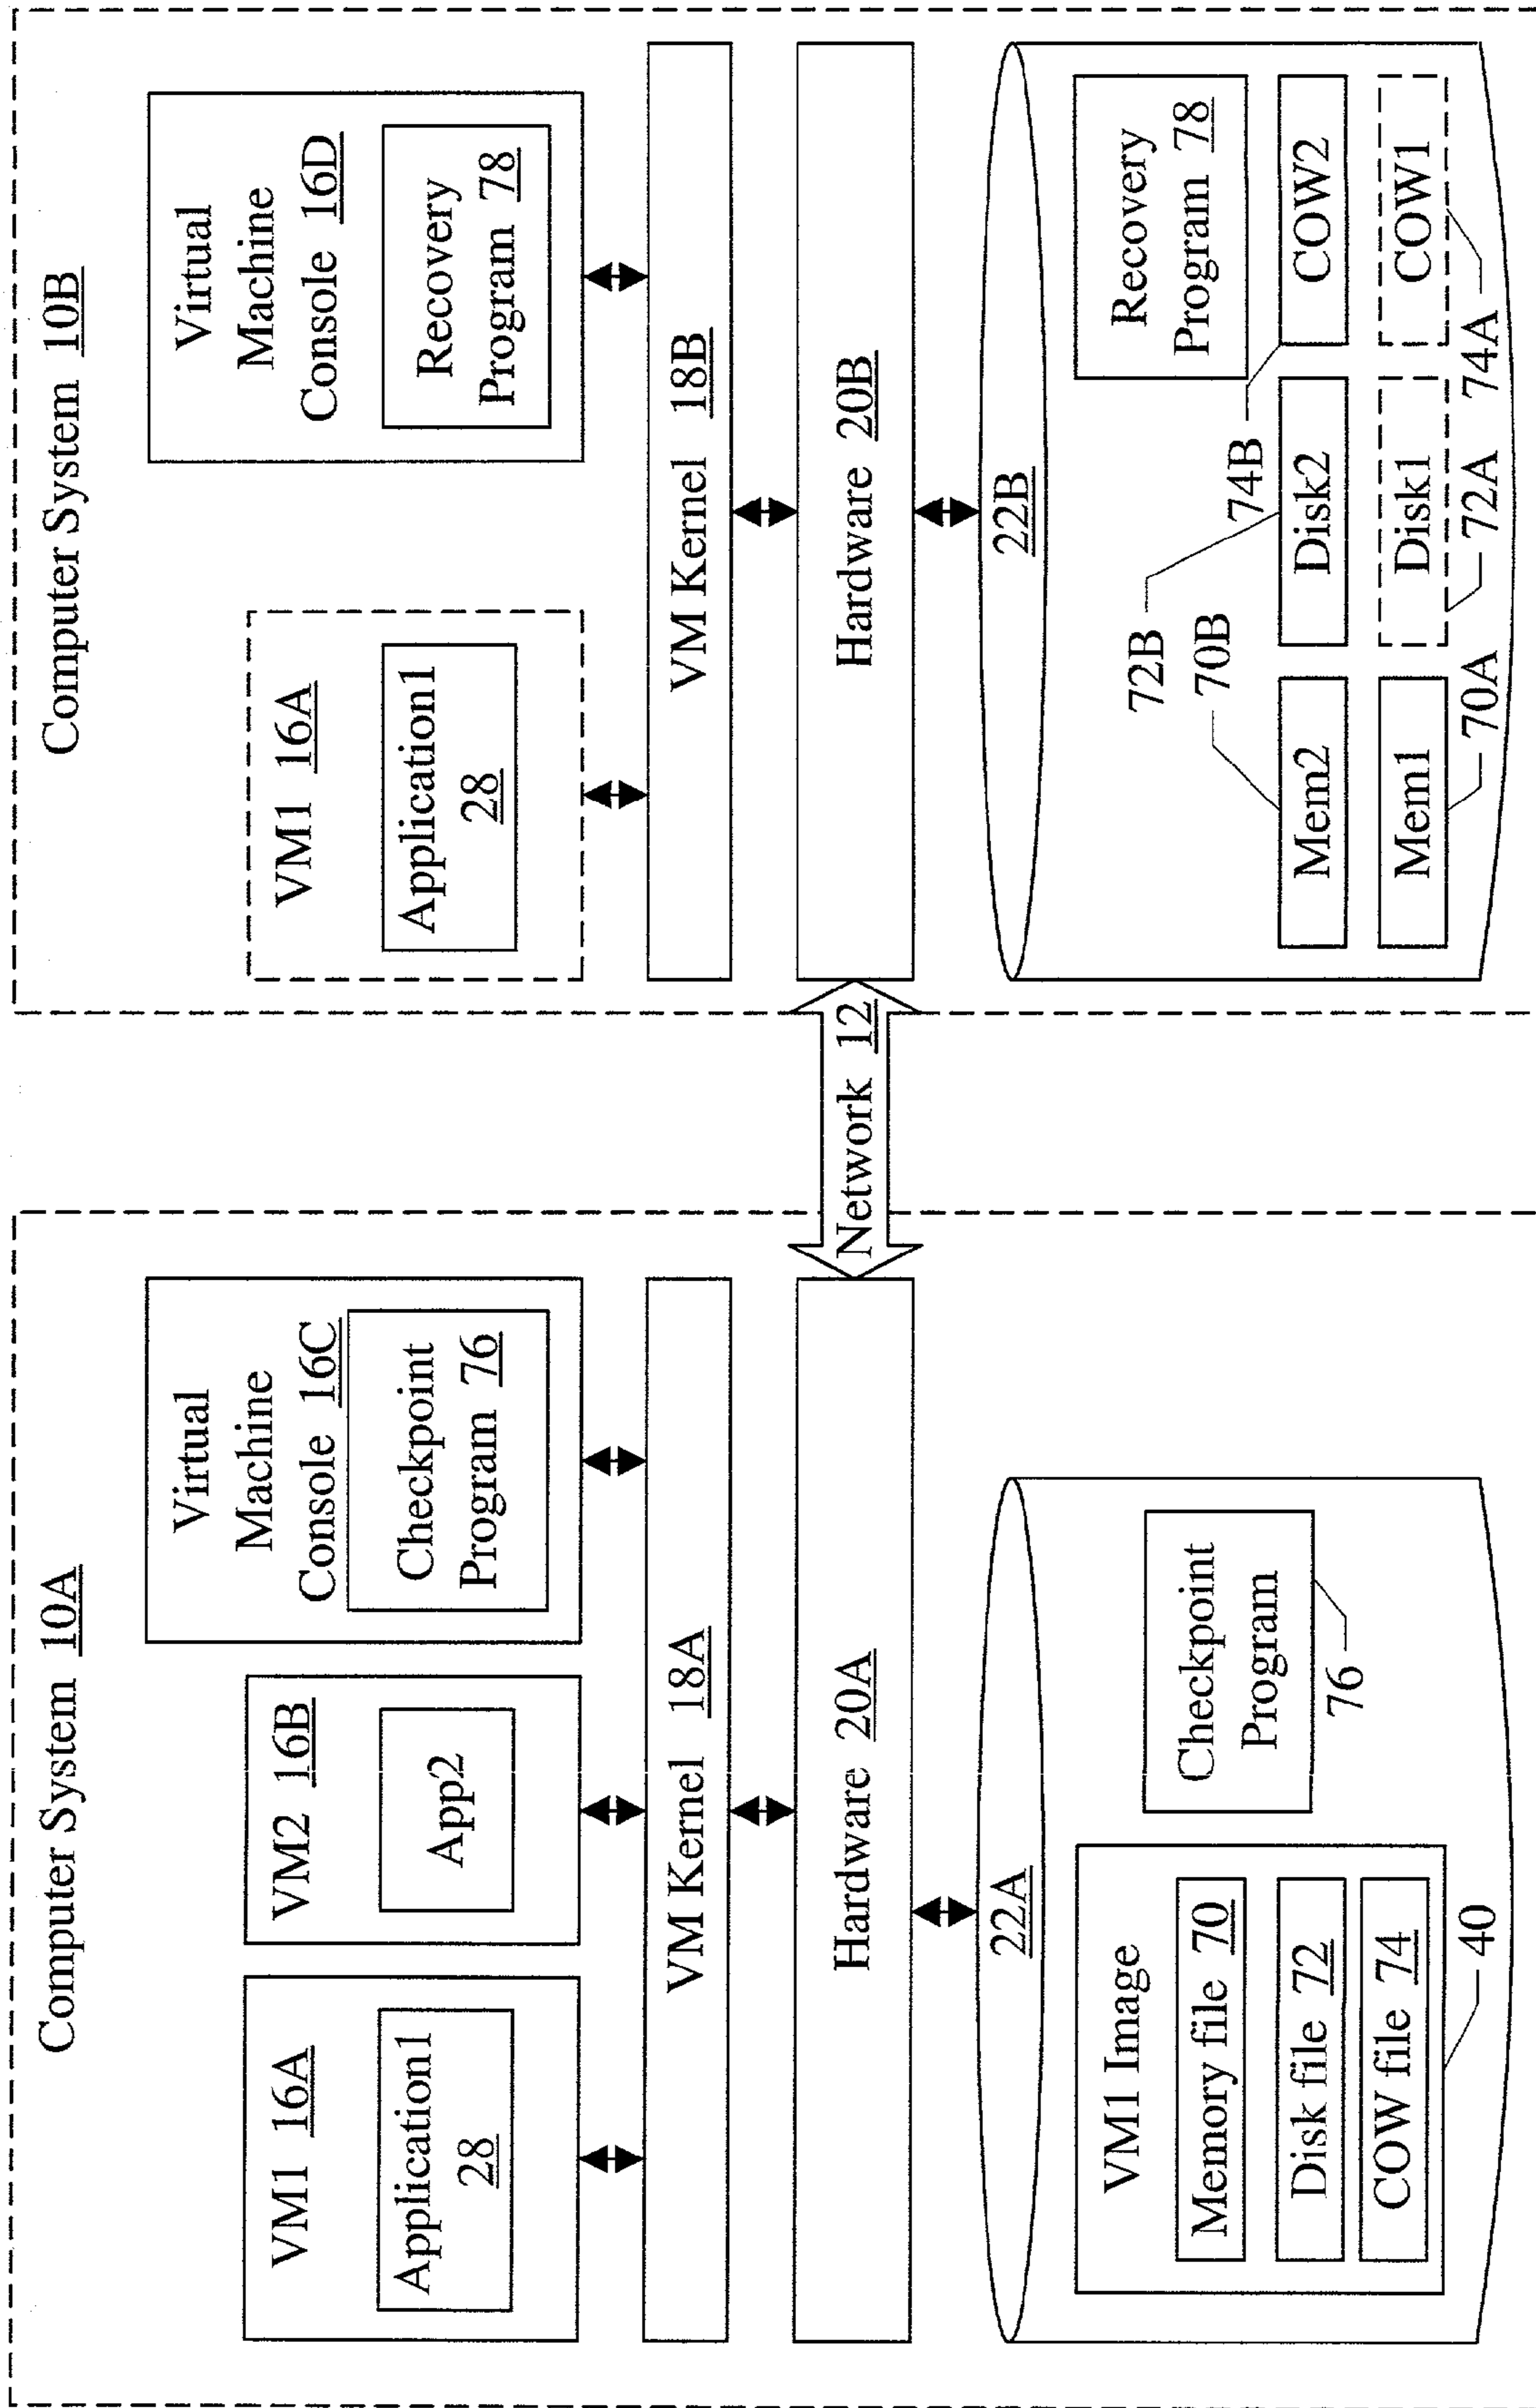 Computer System 10A
VM1 16A
Application1
28
VM2 16B
App2
Virtual
Machine
Console 16C
Checkpoint
Program 76
VM Kernel 18A
Hardware 20A
22A
VM1 Image
Memory file 70
Disk file 72
COW file 74
40
Checkpoint
Program
76
Network 12
Computer System 10B
VM1 16A
Application1
28
Virtual
Machine
Console 16D
Recovery
Program 78
VM Kernel 18B
Hardware 20B
22B
Recovery
Program 78
72B
70B
74B
Mem2
Disk2
COW2
Mem1
Disk1
COW1
70A
72A
74A